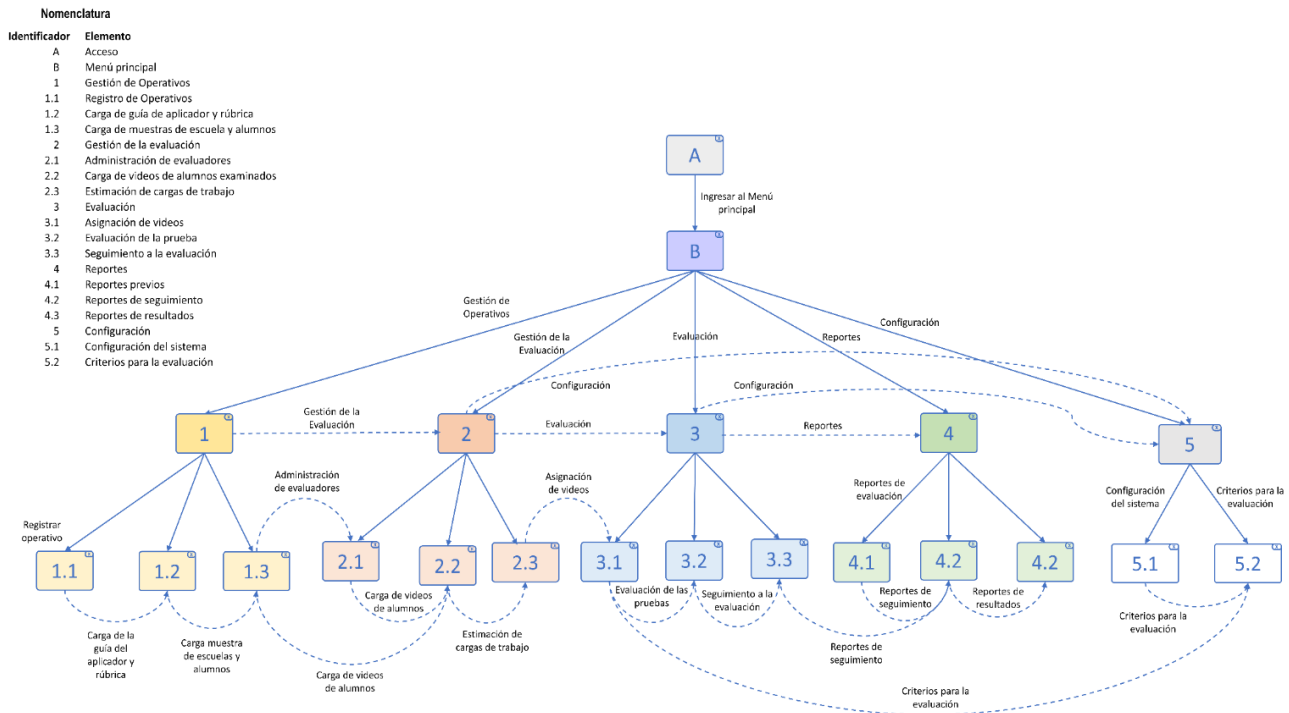 Nomenclatura
Identificador Elemento
A Acceso
B Menú principal
1 Gestión de Operativos
1.1 Registro de Operativos
1.2 Carga de guía de aplicador y rúbrica
1.3 Carga de muestras de escuela y alumnos
2 Gestión de la evaluación
2.1 Administración de evaluadores
2.2 Carga de videos de alumnos examinados
2.3 Estimación de cargas de trabajo
3 Evaluación
3.1 Asignación de videos
3.2 Evaluación de la prueba
3.3 Seguimiento a la evaluación
4 Reportes
4.1 Reportes previos
4.2 Reportes de seguimiento
4.3 Reportes de resultados
5 Configuración
5.1 Configuración del sistema
5.2 Criterios para la evaluación
A
Ingresar al Menú
principal
B
Gestión de
Operativos
Gestión de la
Evaluación
Evaluación
Reportes
Configuración
Configuración
Configuración
1
Gestión de la
Evaluación
2
Evaluación
3
Reportes
4
5
Registrar
operativo
Administración
de evaluadores
Asignación
de videos
Reportes de
evaluación
Configuración
del sistema
Criterios para la
evaluación
1.1
1.2
1.3
2.1
2.2
2.3
3.1
3.2
3.3
4.1
4.2
4.2
5.1
5.2
Carga de la
guía del
aplicador y
rúbrica
Carga muestra
de escuelas y
alumnos
Carga de videos
de alumnos
Carga de videos
de alumnos
Estimación de
cargas de trabajo
Evaluación de las
pruebas
Seguimiento a la
evaluación
Reportes de
seguimiento
Reportes de
seguimiento
Reportes de
resultados
Criterios para la
evaluación
Criterios para la
evaluación